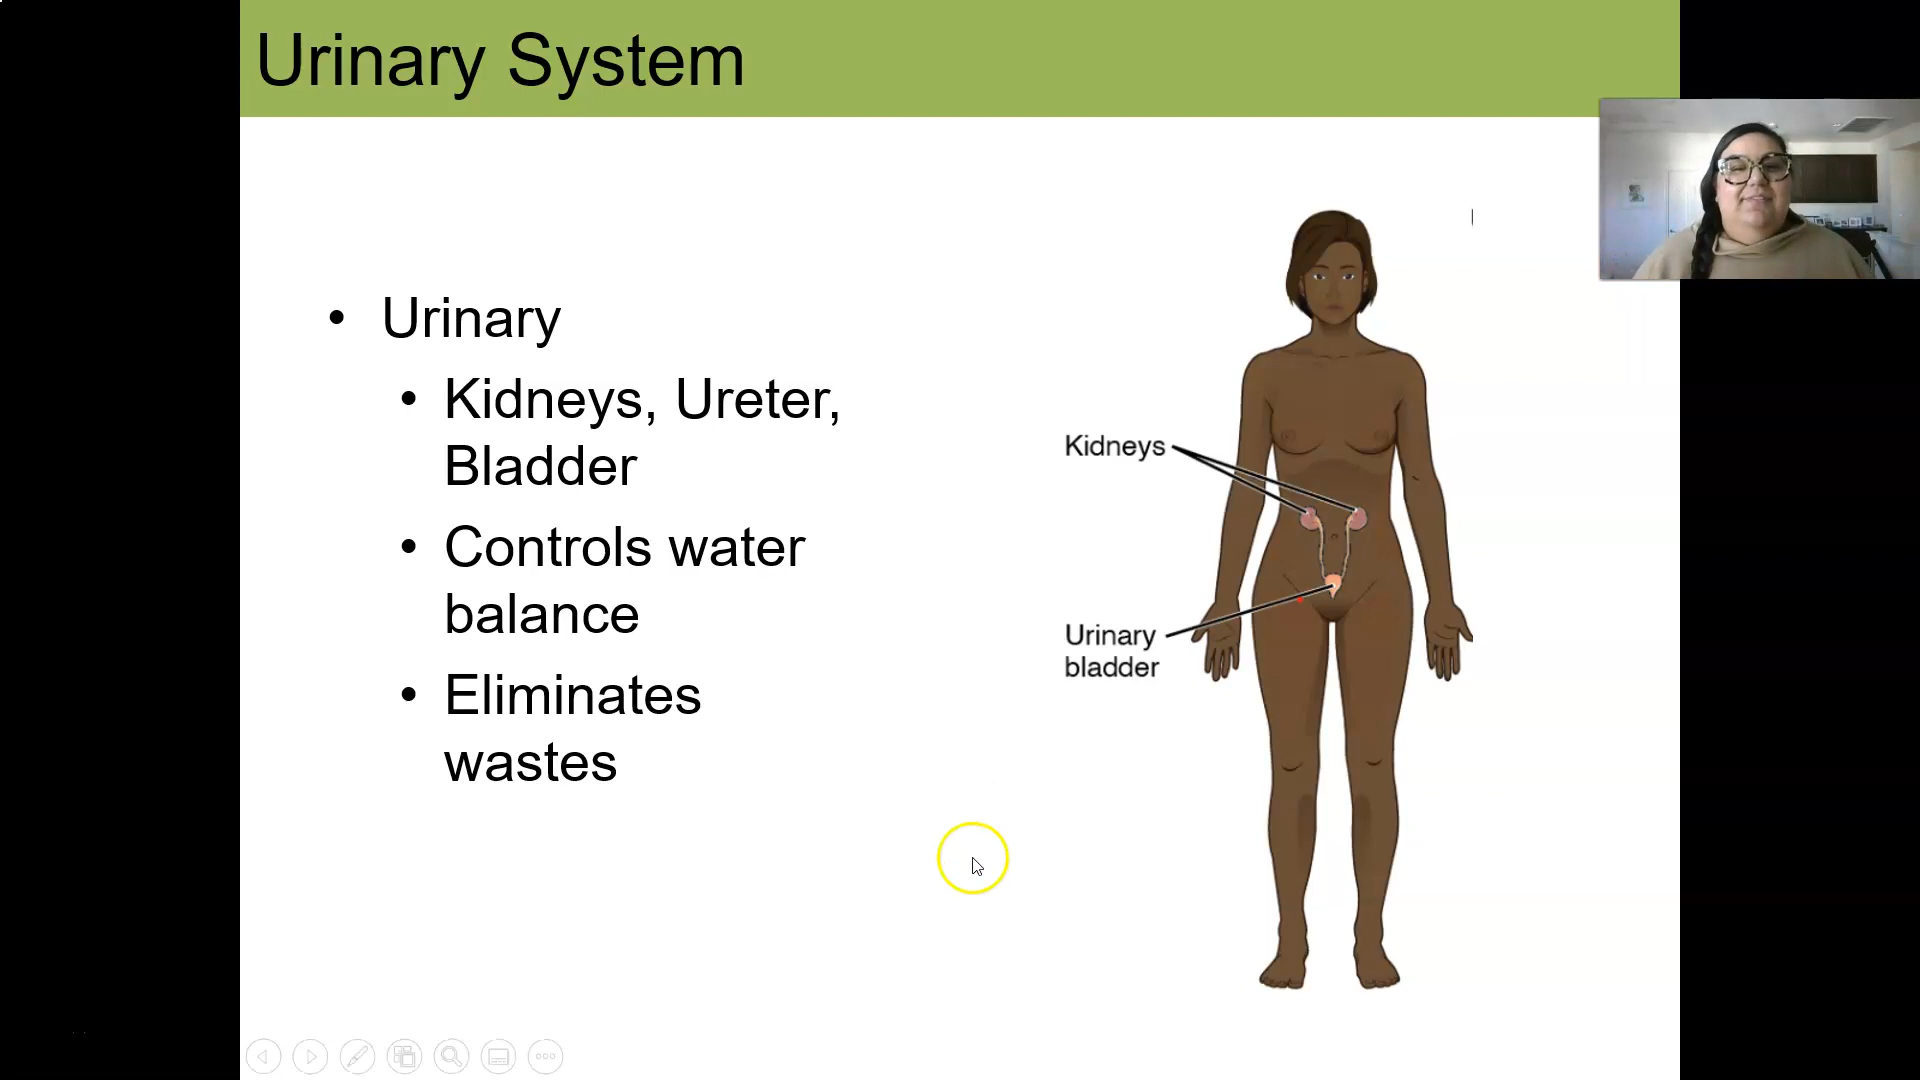 Urinary System
• Urinary
• Kidneys, Ureter,
Bladder
• Controls water
balance
• Eliminates
wastes
Kidneys
Urinary
bladder